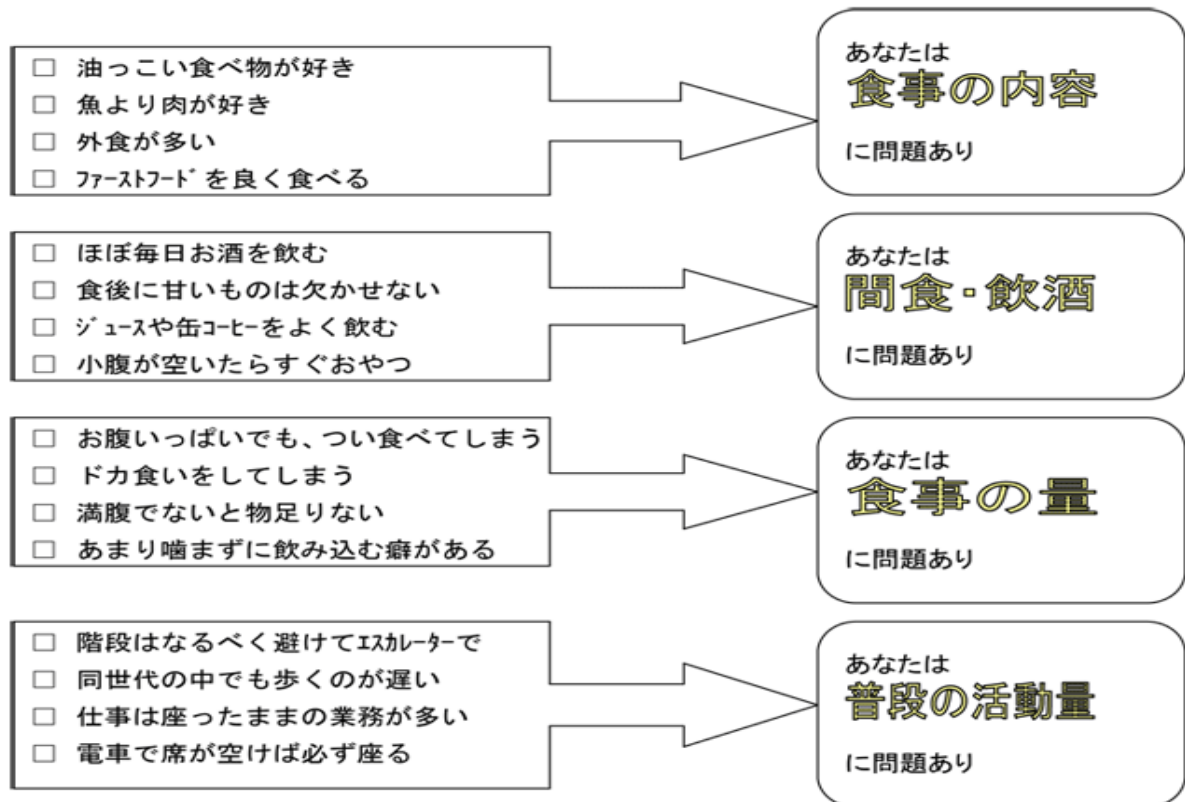 □ 油っこい食べ物が好き
□ 魚より肉が好き
□ 外食が多い
□ ﾌｧｰｽﾄﾌｰﾄﾞを良く食べる
あなたは
食事の内容
に問題あり
□ ほぼ毎日お酒を飲む
□ 食後に甘いものは欠かせない
□ ｼﾞｭｰｽや缶ｺｰﾋｰをよく飲む
□ 小腹が空いたらすぐおやつ
あなたは
間食・飲酒
に問題あり
□ お腹いっぱいでも、つい食べてしまう
□ ドカ食いをしてしまう
□ 満腹でないと物足りない
□ あまり噛まずに飲み込む癖がある
あなたは
食事の量
に問題あり
□ 階段はなるべく避けてｴｽｶﾚｰﾀｰで
□ 同世代の中でも歩くのが遅い
□ 仕事は座ったままの業務が多い
□ 電車で席が空けば必ず座る
あなたは
普段の活動量
に問題あり